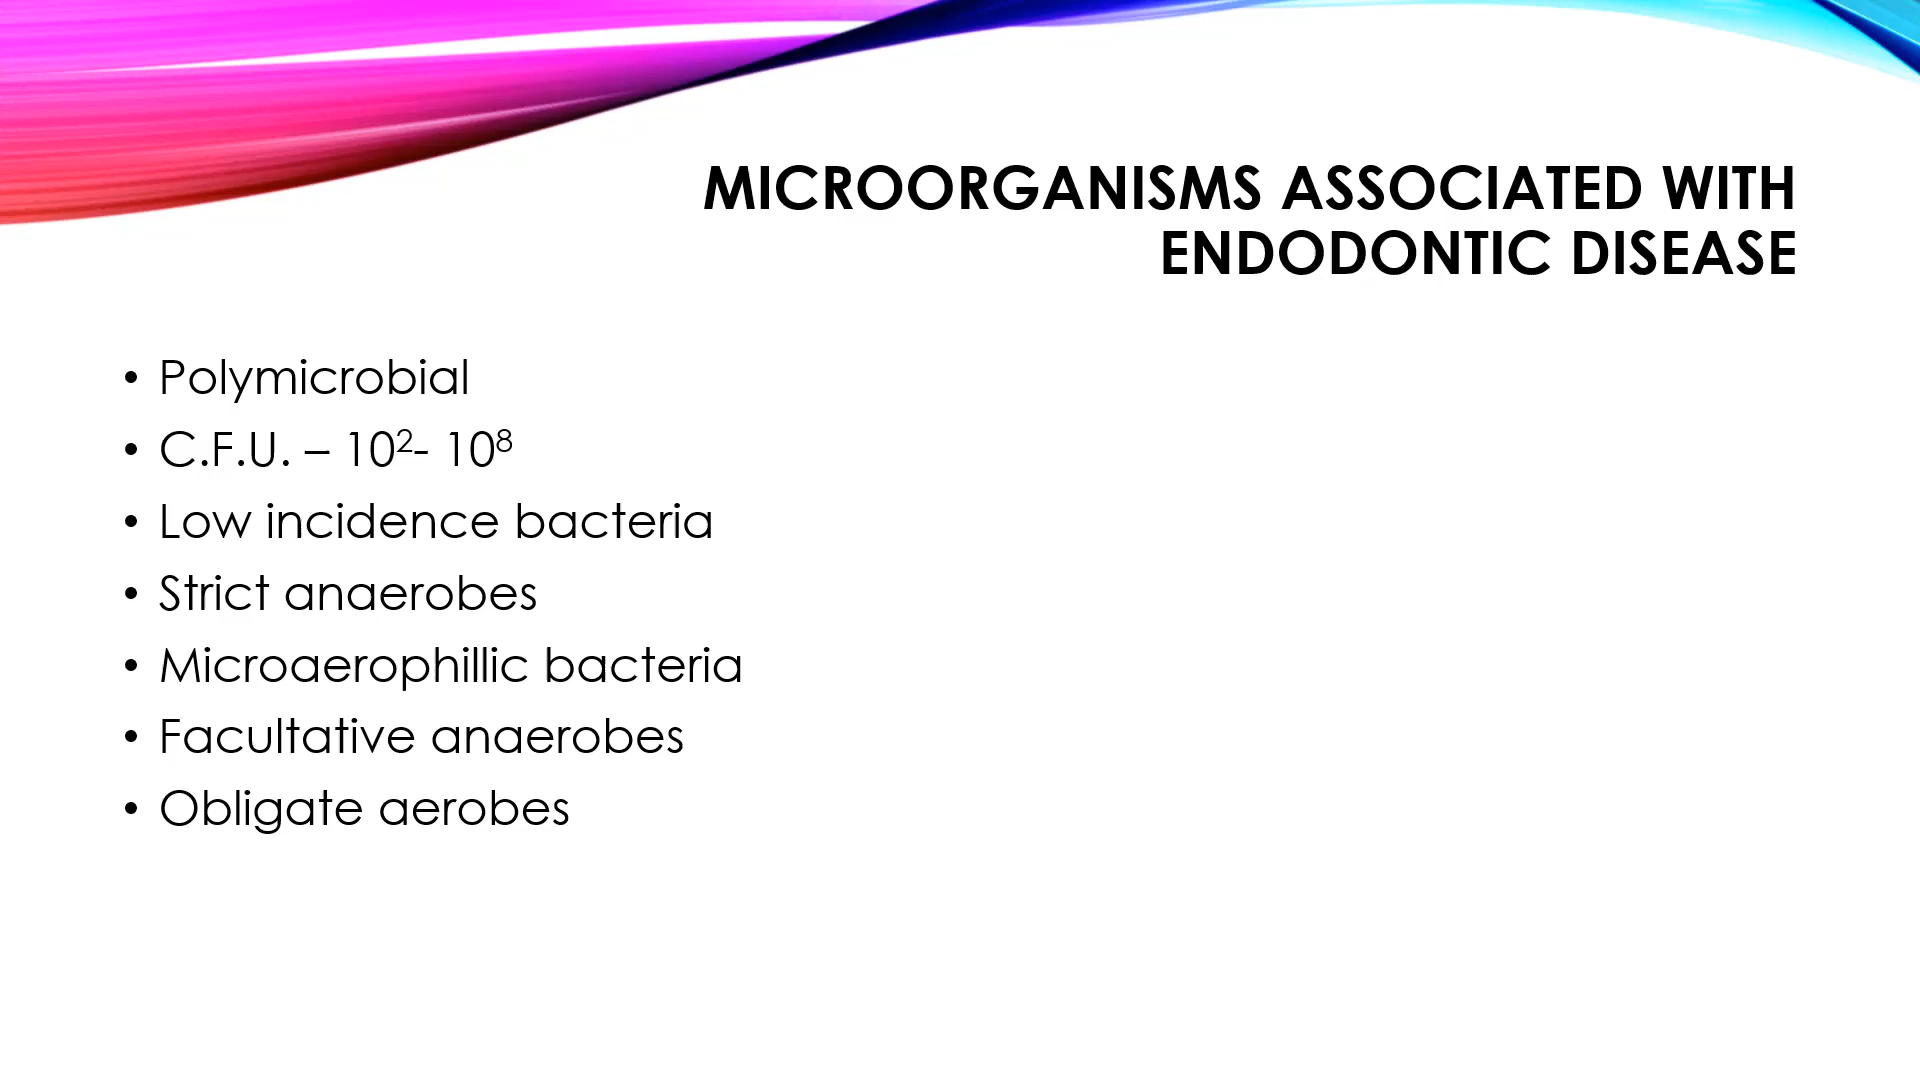 MICROORGANISMS ASSOCIATED WITH
ENDODONTIC DISEASE
• Polymicrobial
• C.F.U. – 10²- 10⁸
• Low incidence bacteria
• Strict anaerobes
• Microaerophillic bacteria
• Facultative anaerobes
• Obligate aerobes